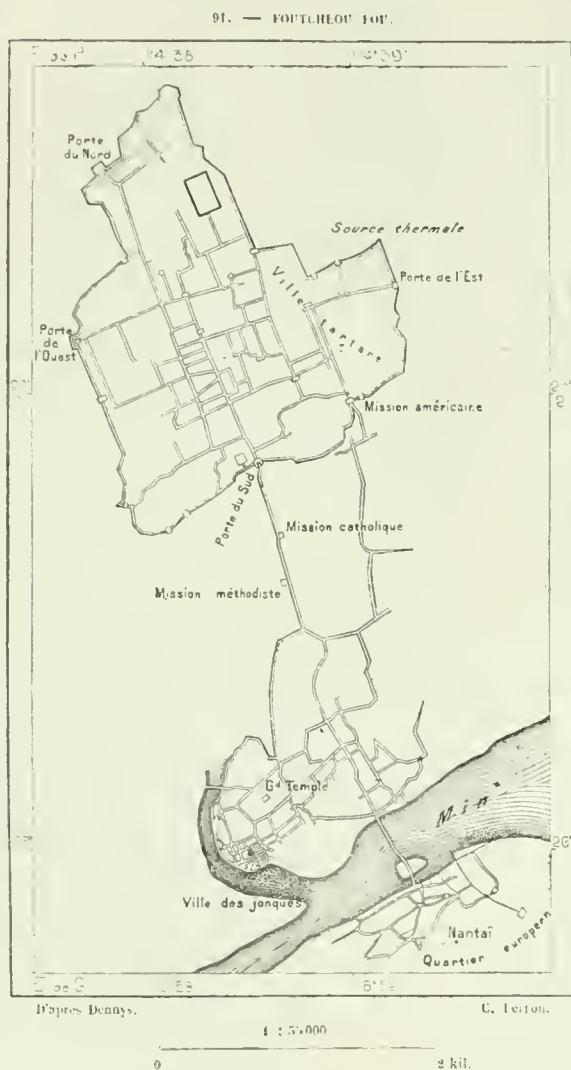 91. — FOUTCHEOU FOU.
Porte
du Nord
Source thermale
Porte de l'Est
Ville tartare
Porte
de
l'Ouest
Mission américaine
Porte du Sud
Mission catholique
Mission méthodiste
Gd Temple
Min
Ville des jonques
Nantaï
Quartier européen
D'après Dennys.
C. Perron.
0
2 kil.